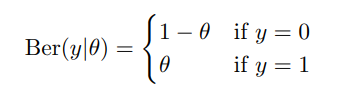 Ber(y|θ) = { 1 − θ if y = 0
θ if y = 1